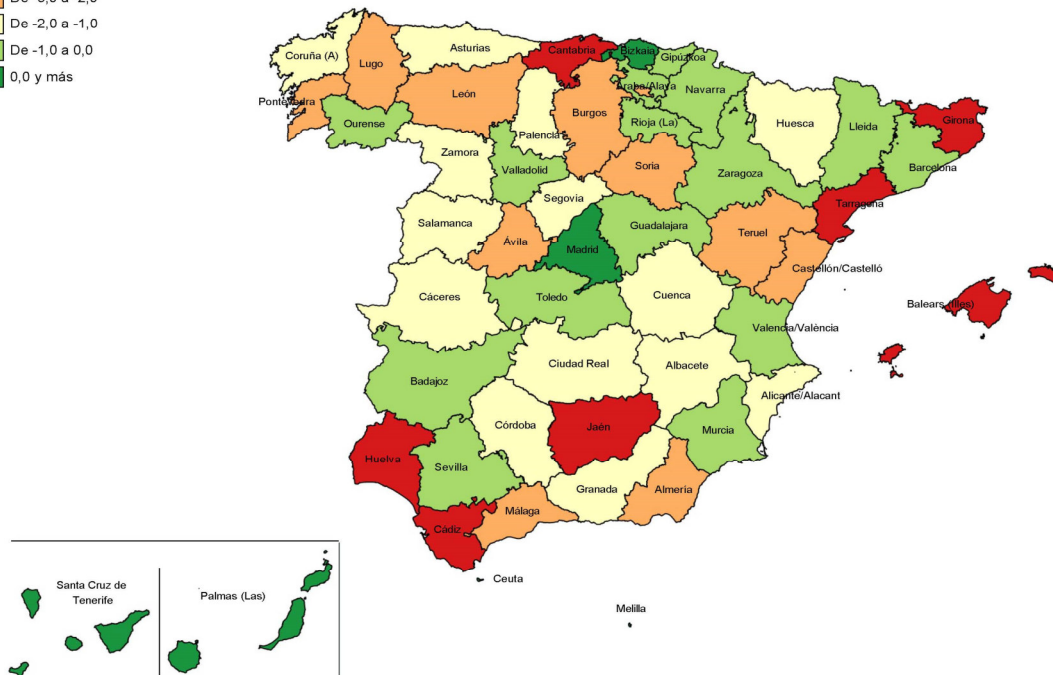 De -2,0 a -1,0
De -1,0 a 0,0
0,0 y más
Coruña (A)
Lugo
Asturias
Cantabria
Bizkaia
Gipúzkoa
Pontevedra
Ourense
León
Palencia
Burgos
Araba/Álava
Navarra
Rioja (La)
Huesca
Lleida
Girona
Barcelona
Zamora
Valladolid
Soria
Zaragoza
Tarragona
Salamanca
Segovia
Ávila
Madrid
Guadalajara
Teruel
Castellón/Castelló
Cáceres
Toledo
Cuenca
Valencia/València
Balears (Illes)
Badajoz
Ciudad Real
Albacete
Alicante/Alacant
Huelva
Sevilla
Córdoba
Jaén
Murcia
Cádiz
Málaga
Granada
Almería
Ceuta
Melilla
Santa Cruz de
Tenerife
Palmas (Las)